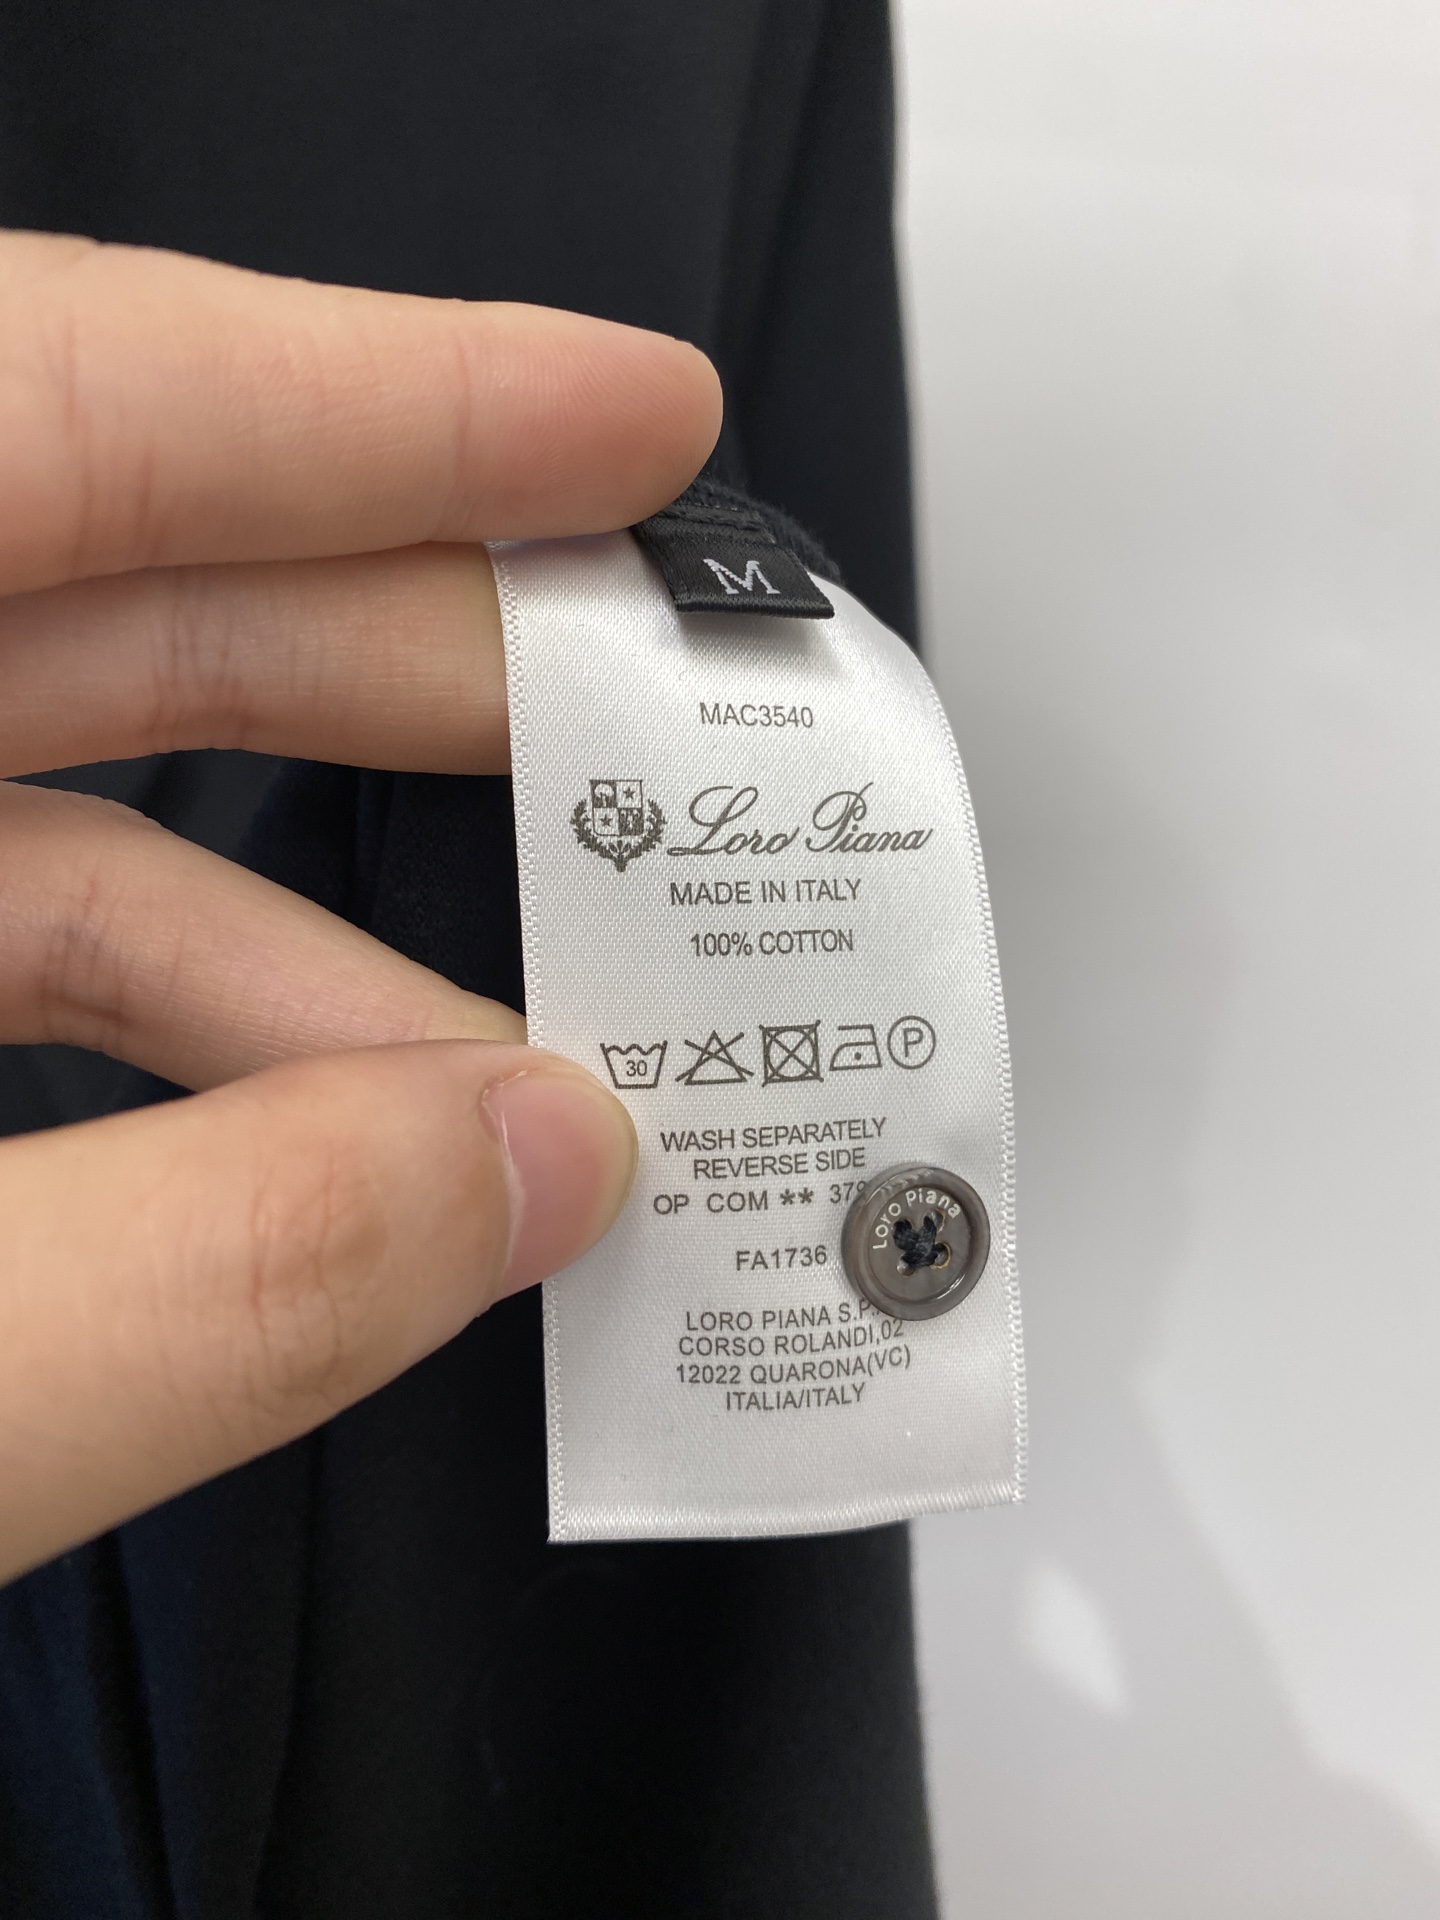 M
MAC3540
Loro Piana
MADE IN ITALY
100% COTTON
30 P
WASH SEPARATELY
REVERSE SIDE
OP COM ** 
Loro Piana
FA1736
LORO PIANA S.P.
CORSO ROLANDI,02
12022 QUARONA(VC)
ITALIA/ITALY